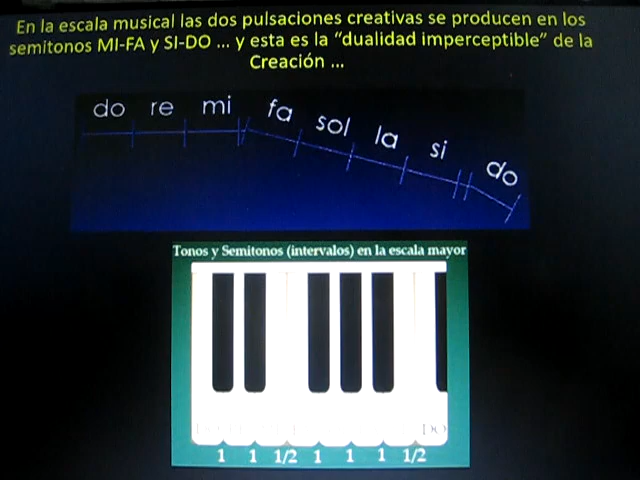 En la escala musical las dos pulsaciones creativas se producen en los
semitonos MI-FA y SI-DO ... y esta es la "dualidad imperceptible" de la
Creación ...
do re mi fa sol la si do
Tonos y Semitonos (intervalos) en la escala mayor
DO
1 1 1/2 1 1 1 1/2